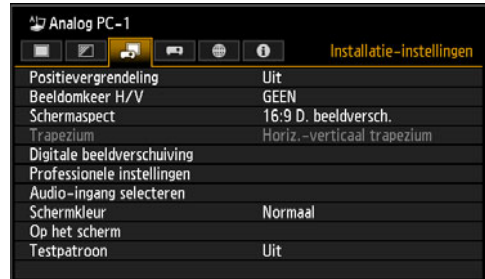 Analog PC-1
Installatie-instellingen
Positievergrendeling Uit
Beeldomkeer H/V GEEN
Schermaspect 16:9 D. beeldversch.
Trapezium Horiz.-verticaal trapezium
Digitale beeldverschuiving
Professionele instellingen
Audio-ingang selecteren
Schermkleur Normaal
Op het scherm
Testpatroon Uit